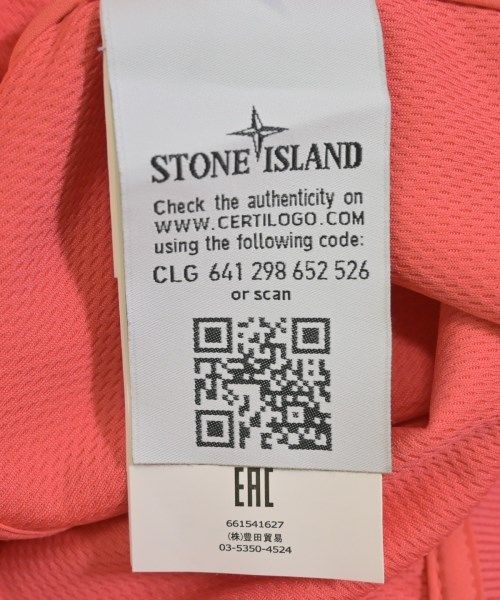 STONE ISLAND
Check the authenticity on
WWW.CERTILOGO.COM
using the following code:
CLG 641 298 652 526
or scan
EAC
661541627
(株)豊田貿易
03-5350-4524